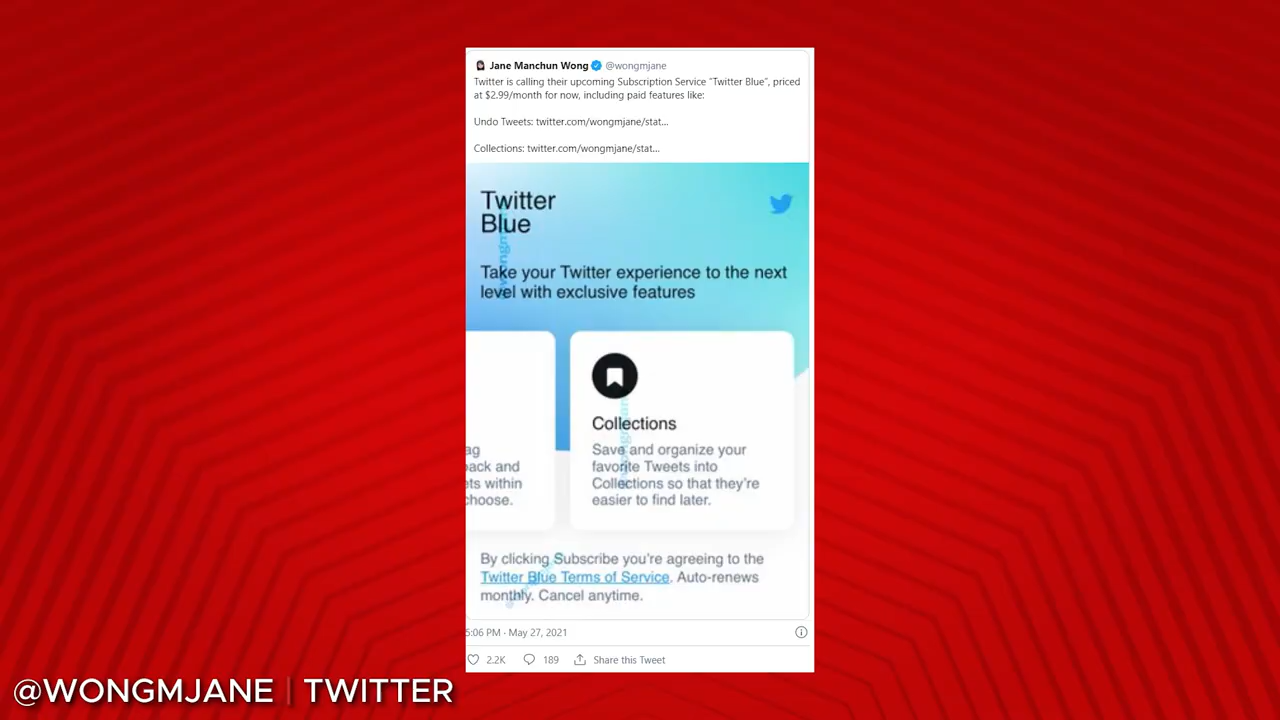 Jane Manchun Wong @wongmjane
Twitter is calling their upcoming Subscription Service "Twitter Blue", priced
at $2.99/month for now, including paid features like:
Undo Tweets: twitter.com/wongmjane/stat...
Collections: twitter.com/wongmjane/stat...
Twitter
Blue
Take your Twitter experience to the next
level with exclusive features
Collections
Save and organize your
favorite Tweets into
Collections so that they're
easier to find later.
ack and
ets within
By clicking Subscribe you're agreeing to the
Twitter Blue Terms of Service. Auto-renews
monthly. Cancel anytime.
5:06 PM · May 27, 2021
2.2K
189
Share this Tweet
@WONGMJANE | TWITTER